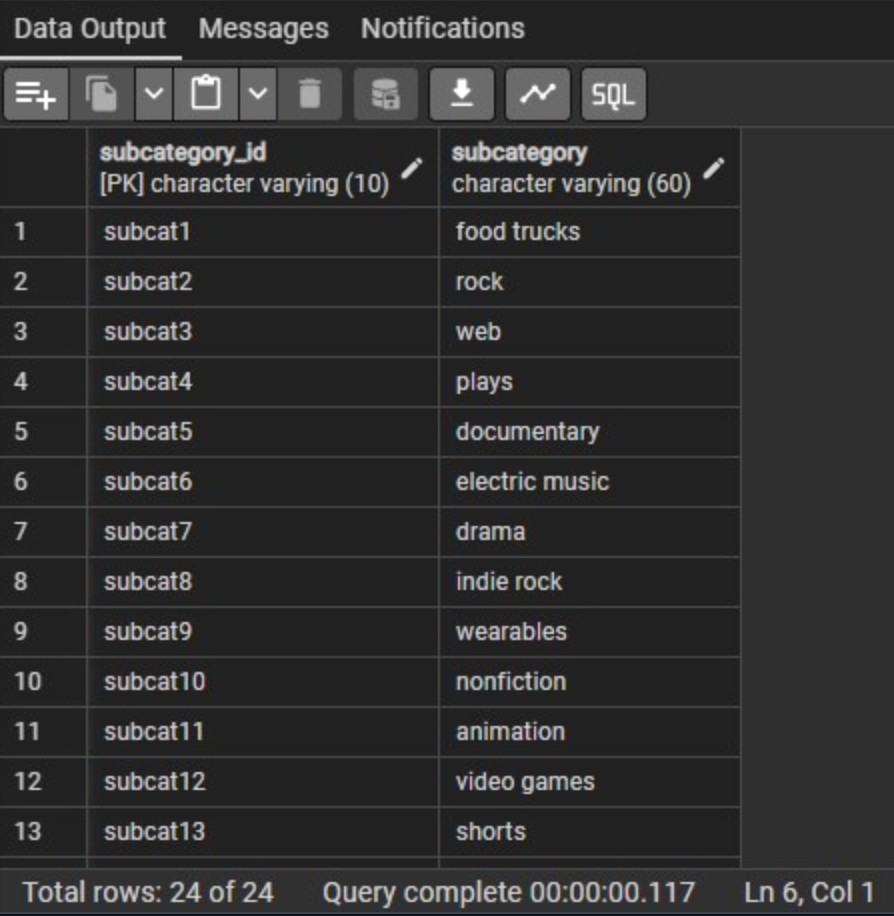 Data Output Messages Notifications
SQL
subcategory_id subcategory
[PK] character varying (10) character varying (60)
1 subcat1 food trucks
2 subcat2 rock
3 subcat3 web
4 subcat4 plays
5 subcat5 documentary
6 subcat6 electric music
7 subcat7 drama
8 subcat8 indie rock
9 subcat9 wearables
10 subcat10 nonfiction
11 subcat11 animation
12 subcat12 video games
13 subcat13 shorts
Total rows: 24 of 24 Query complete 00:00:00.117 Ln 6, Col 1